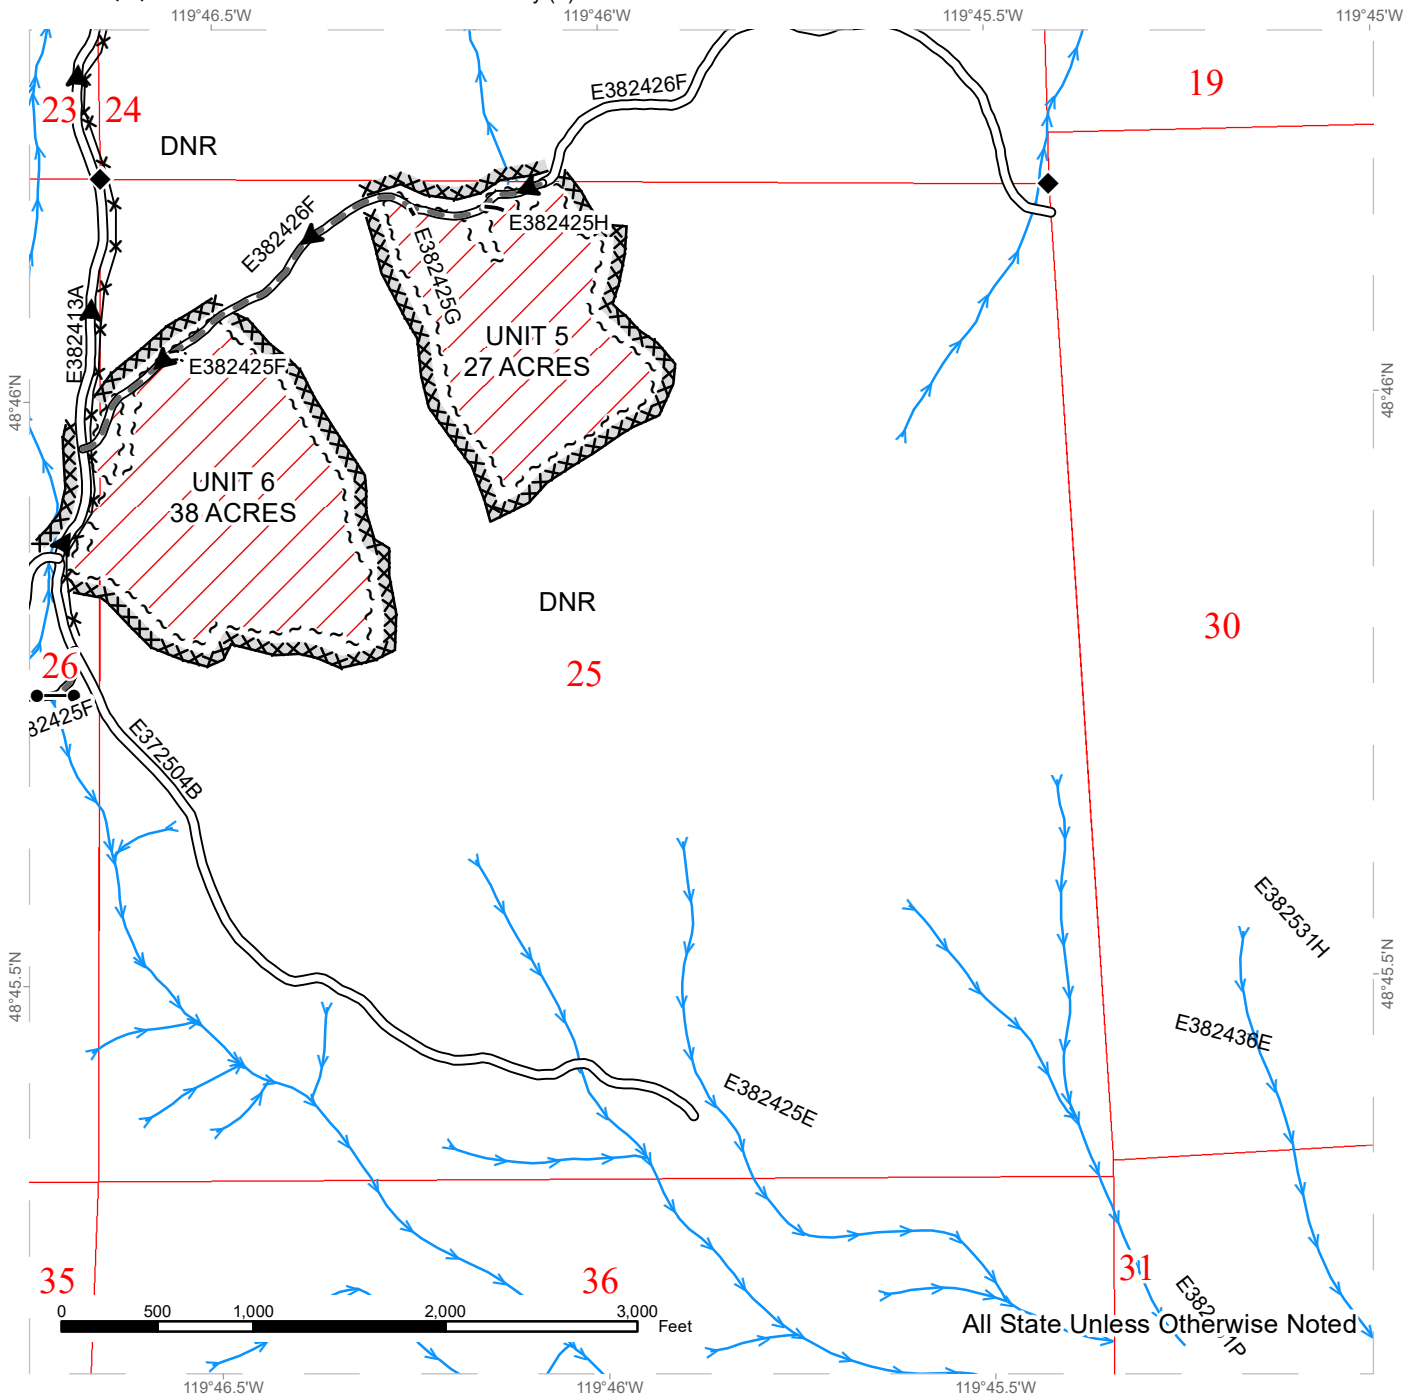 119°46.5'W
119°46'W
119°45.5'W
119°45'W
E382426F
19
23
24
DNR
E382426F
E382425H
E382425G
E382413A
UNIT 5
27 ACRES
E382425F
48°46'N
48°46'N
UNIT 6
38 ACRES
DNR
30
26
25
82425F
E372504B
E382531H
48°45.5'N
48°45.5'N
E382436E
E382425E
35
36
31
0
500
1,000
2,000
3,000
Feet
All State Unless Otherwise Noted
119°46.5'W
119°46'W
119°45.5'W